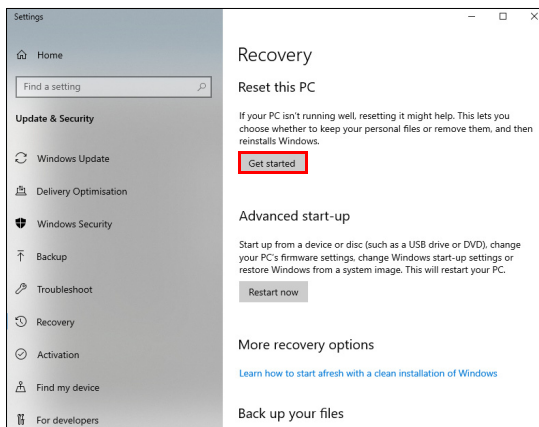 Settings
Home
Find a setting
Update & Security
Windows Update
Delivery Optimisation
Windows Security
Backup
Troubleshoot
Recovery
Activation
Find my device
For developers
Recovery
Reset this PC
If your PC isn't running well, resetting it might help. This lets you
choose whether to keep your personal files or remove them, and then
reinstalls Windows.
Get started
Advanced start-up
Start up from a device or disc (such as a USB drive or DVD), change
your PC's firmware settings, change Windows start-up settings or
restore Windows from a system image. This will restart your PC.
Restart now
More recovery options
Learn how to start afresh with a clean installation of Windows
Back up your files